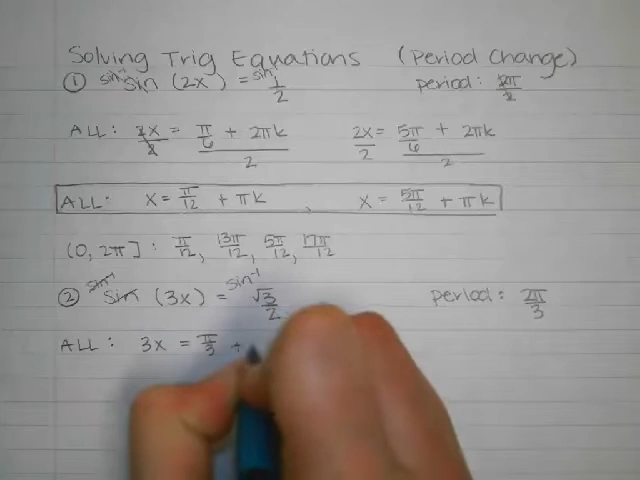 Solving Trig Equations (Period Change)
① sin⁻¹ sin (2x) = sin⁻¹ 1/2 period: 2π/2
ALL: 2x/2 = π/6 + 2πk / 2 2x/2 = 5π/6 + 2πk / 2
ALL: x = π/12 + πk , x = 5π/12 + πk
(0, 2π] : π/12, 13π/12, 5π/12, 17π/12
② sin⁻¹ sin (3x) = sin⁻¹ √3/2 period: 2π/3
ALL: 3x = π/3 +